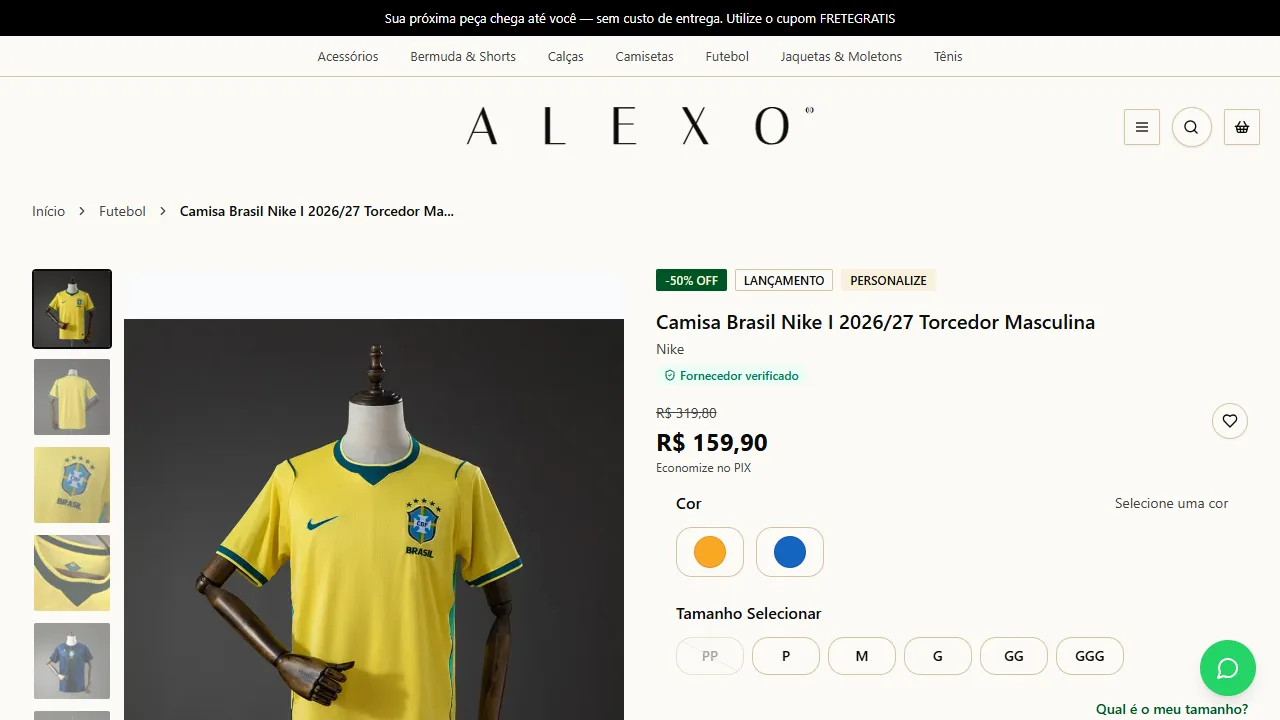 Sua próxima peça chega até você — sem custo de entrega. Utilize o cupom FRETEGRATIS
Acessórios Bermuda & Shorts Calças Camisetas Futebol Jaquetas & Moletons Tênis
ALEXO
Início > Futebol > Camisa Brasil Nike I 2026/27 Torcedor Ma...
-50% OFF LANÇAMENTO PERSONALIZE
Camisa Brasil Nike I 2026/27 Torcedor Masculina
Nike
Fornecedor verificado
R$ 319,80
R$ 159,90
Economize no PIX
Cor Selecione uma cor
Tamanho Selecionar
PP P M G GG GGG
Qual é o meu tamanho?
CBF
BRASIL
BRASIL